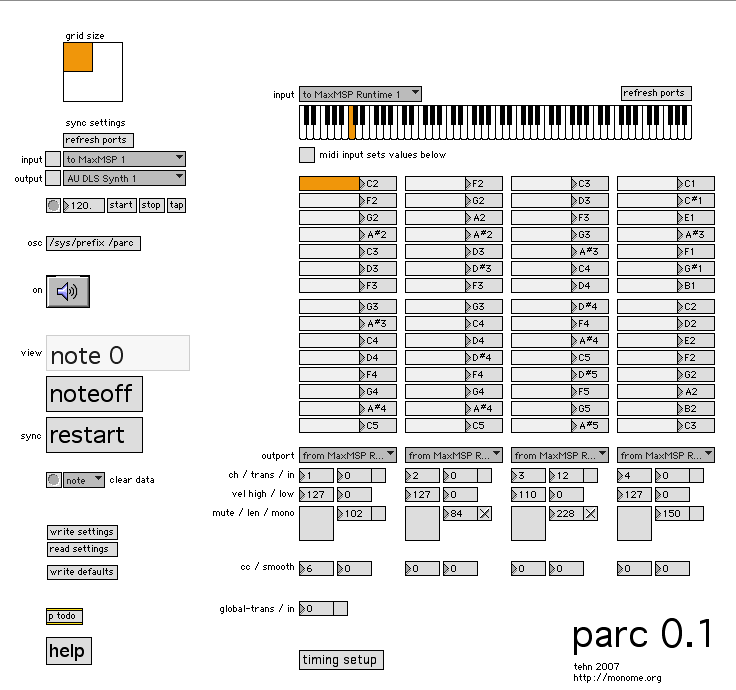 grid size
sync settings
refresh ports
input to MaxMSP 1
output AU DLS Synth 1
120. start stop tap
osc /sys/prefix /parc
on
view note 0
noteoff
sync restart
note clear data
write settings
read settings
write defaults
p todo
help
input to MaxMSP Runtime 1 refresh ports
midi input sets values below
C2 F2 C3 C1
F2 G2 D3 C#1
G2 A2 F3 E1
A#2 A#2 G3 A#3
C3 D3 A#3 F1
D3 D#3 C4 G#1
F3 F3 D4 B1
G3 G3 D#4 C2
A#3 C4 F4 D2
C4 D4 A#4 E2
D4 D#4 C5 F2
F4 F4 D#5 G2
G4 G4 F5 A2
A#4 A#4 G5 B2
C5 C5 A#5 C3
outport from MaxMSP R... from MaxMSP R... from MaxMSP R... from MaxMSP R...
ch / trans / in 1 0 2 0 3 12 4 0
vel high / low 127 0 127 0 110 0 127 0
mute / len / mono 102 84 228 150
cc / smooth 6 0 0 0 0 0 0 0
global-trans / in 0
timing setup
parc 0.1
tehn 2007
http://monome.org